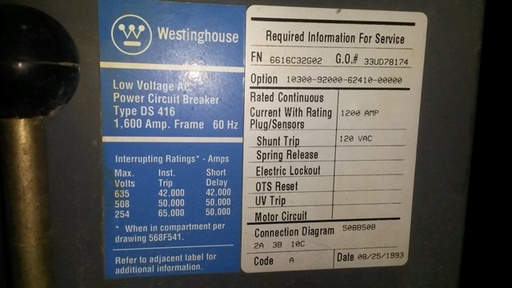 Westinghouse
Low Voltage AC
Power Circuit Breaker
Type DS 416
1,600 Amp. Frame 60 Hz
Interrupting Ratings* - Amps
Max. Inst. Short
Volts Trip Delay
635 42.000 42.000
508 50.000 50.000
254 65.000 50.000
* When in compartment per
drawing 568F541.
Refer to adjacent label for
additional information.
Required Information For Service
FN 6616C32G02 G.O.# 33UD78174
Option 10300-92000-62410-00000
Rated Continuous
Current With Rating 1200 AMP
Plug/Sensors
Shunt Trip 120 VAC
Spring Release
Electric Lockout
OTS Reset
UV Trip
Motor Circuit
Connection Diagram 508B508
2A 3B 10C
Code A Date 08/25/1993